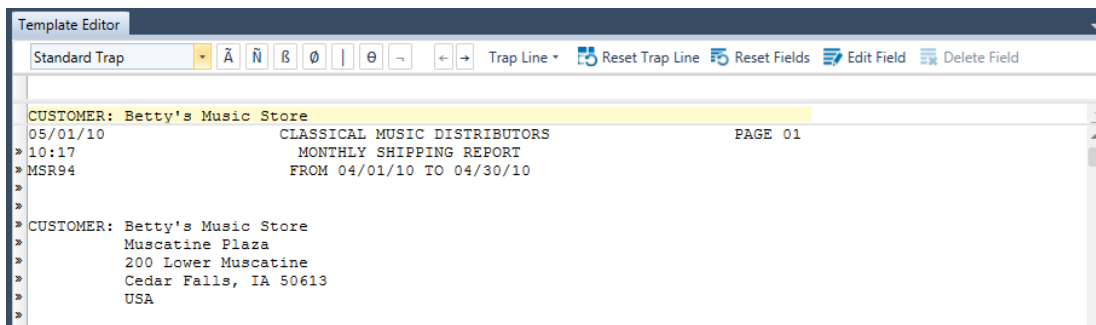 Template Editor
Standard Trap Ã Ñ ß Ø | θ ¬ ← → Trap Line Reset Trap Line Reset Fields Edit Field Delete Field
CUSTOMER: Betty's Music Store
05/01/10 CLASSICAL MUSIC DISTRIBUTORS PAGE 01
» 10:17 MONTHLY SHIPPING REPORT
» MSR94 FROM 04/01/10 TO 04/30/10
»
»
» CUSTOMER: Betty's Music Store
» Muscatine Plaza
» 200 Lower Muscatine
» Cedar Falls, IA 50613
» USA
»